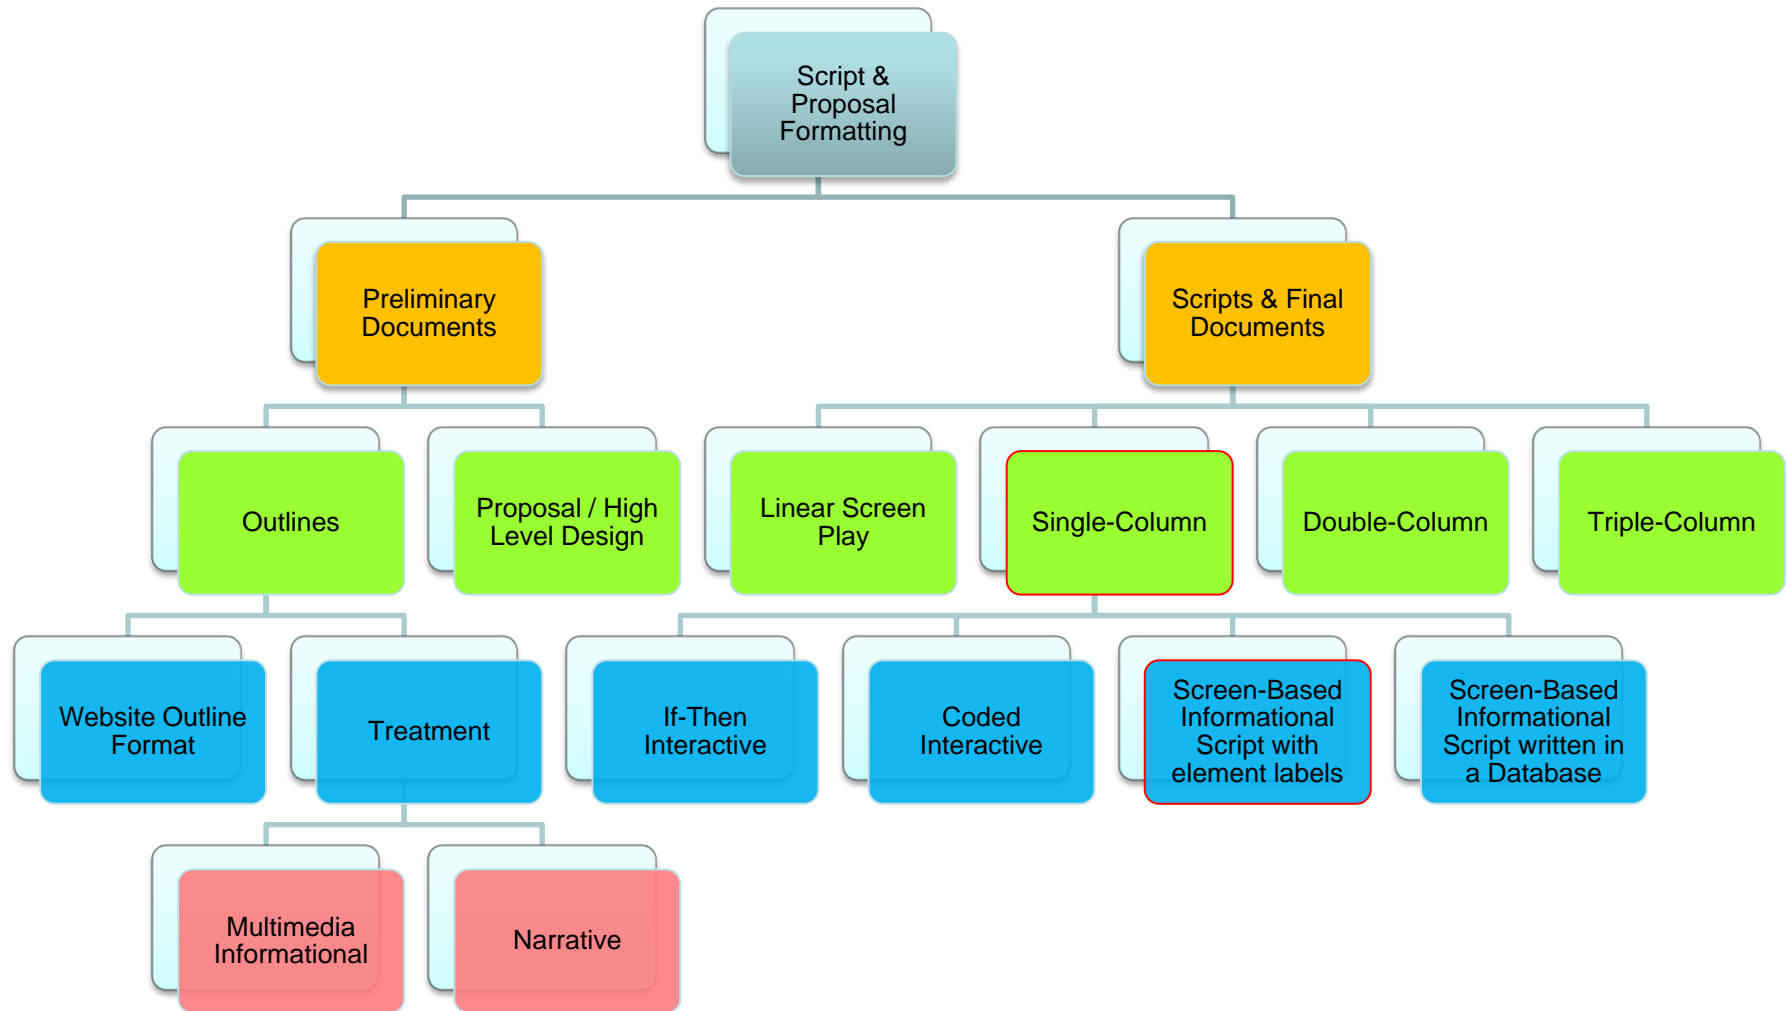 Script &
Proposal
Formatting
Preliminary
Documents
Scripts & Final
Documents
Outlines
Proposal / High
Level Design
Linear Screen
Play
Single-Column
Double-Column
Triple-Column
Website Outline
Format
Treatment
If-Then
Interactive
Coded
Interactive
Screen-Based
Informational
Script with
element labels
Screen-Based
Informational
Script written in
a Database
Multimedia
Informational
Narrative